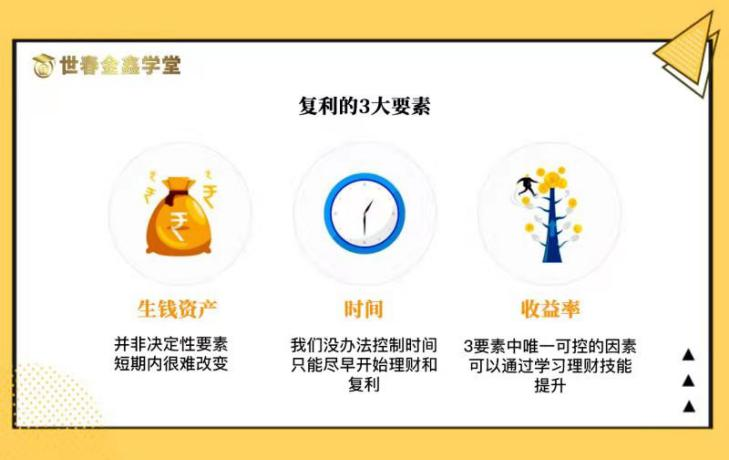 世春金鑫学堂
复利的3大要素
生钱资产
并非决定性要素
短期内很难改变
时间
我们没办法控制时间
只能尽早开始理财和
复利
收益率
3要素中唯一可控的因素
可以通过学习理财技能
提升